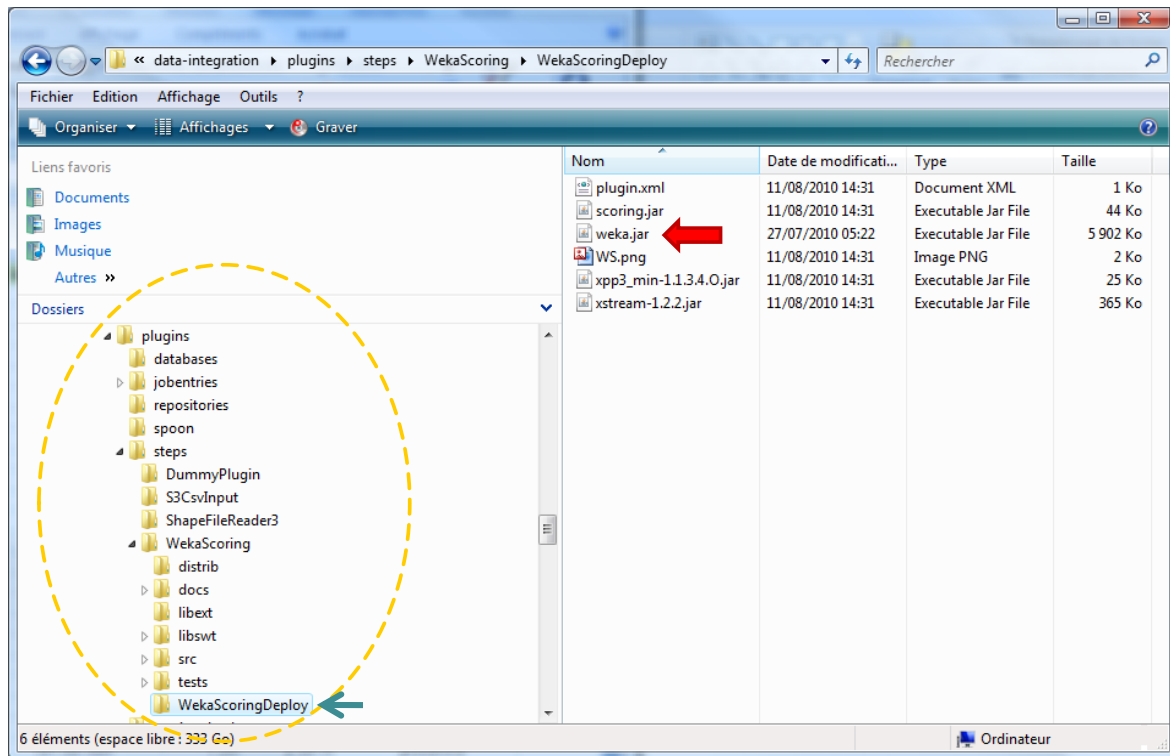 « data-integration ▸ plugins ▸ steps ▸ WekaScoring ▸ WekaScoringDeploy
Rechercher
Fichier Edition Affichage Outils ?
Organiser Affichages Graver
Liens favoris
Documents
Images
Musique
Autres »
Dossiers
plugins
databases
jobentries
repositories
spoon
steps
DummyPlugin
S3CsvInput
ShapeFileReader3
WekaScoring
distrib
docs
libext
libswt
src
tests
WekaScoringDeploy
Nom Date de modificati... Type Taille
plugin.xml 11/08/2010 14:31 Document XML 1 Ko
scoring.jar 11/08/2010 14:31 Executable Jar File 44 Ko
weka.jar 27/07/2010 05:22 Executable Jar File 5 902 Ko
WS.png 11/08/2010 14:31 Image PNG 2 Ko
xpp3_min-1.1.3.4.O.jar 11/08/2010 14:31 Executable Jar File 25 Ko
xstream-1.2.2.jar 11/08/2010 14:31 Executable Jar File 365 Ko
6 éléments (espace libre : 333 Go)
Ordinateur